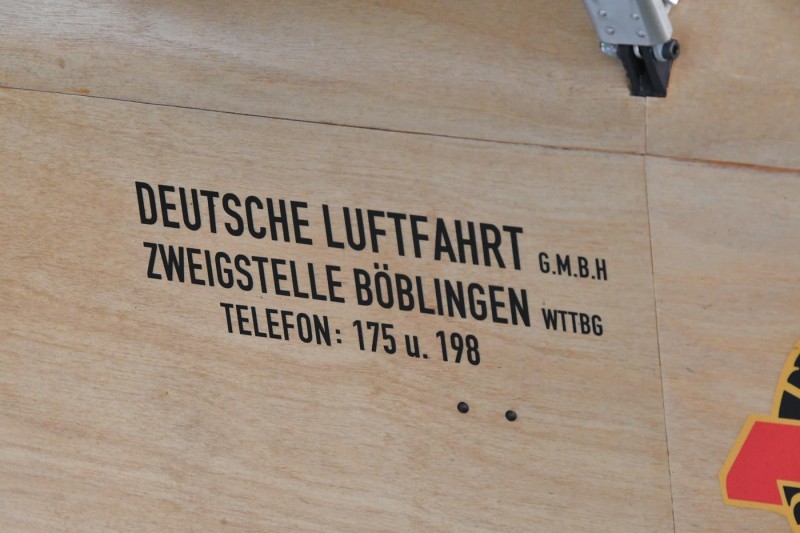 DEUTSCHE LUFTFAHRT G.M.B.H
ZWEIGSTELLE BÖBLINGEN WTTBG
TELEFON: 175 u. 198